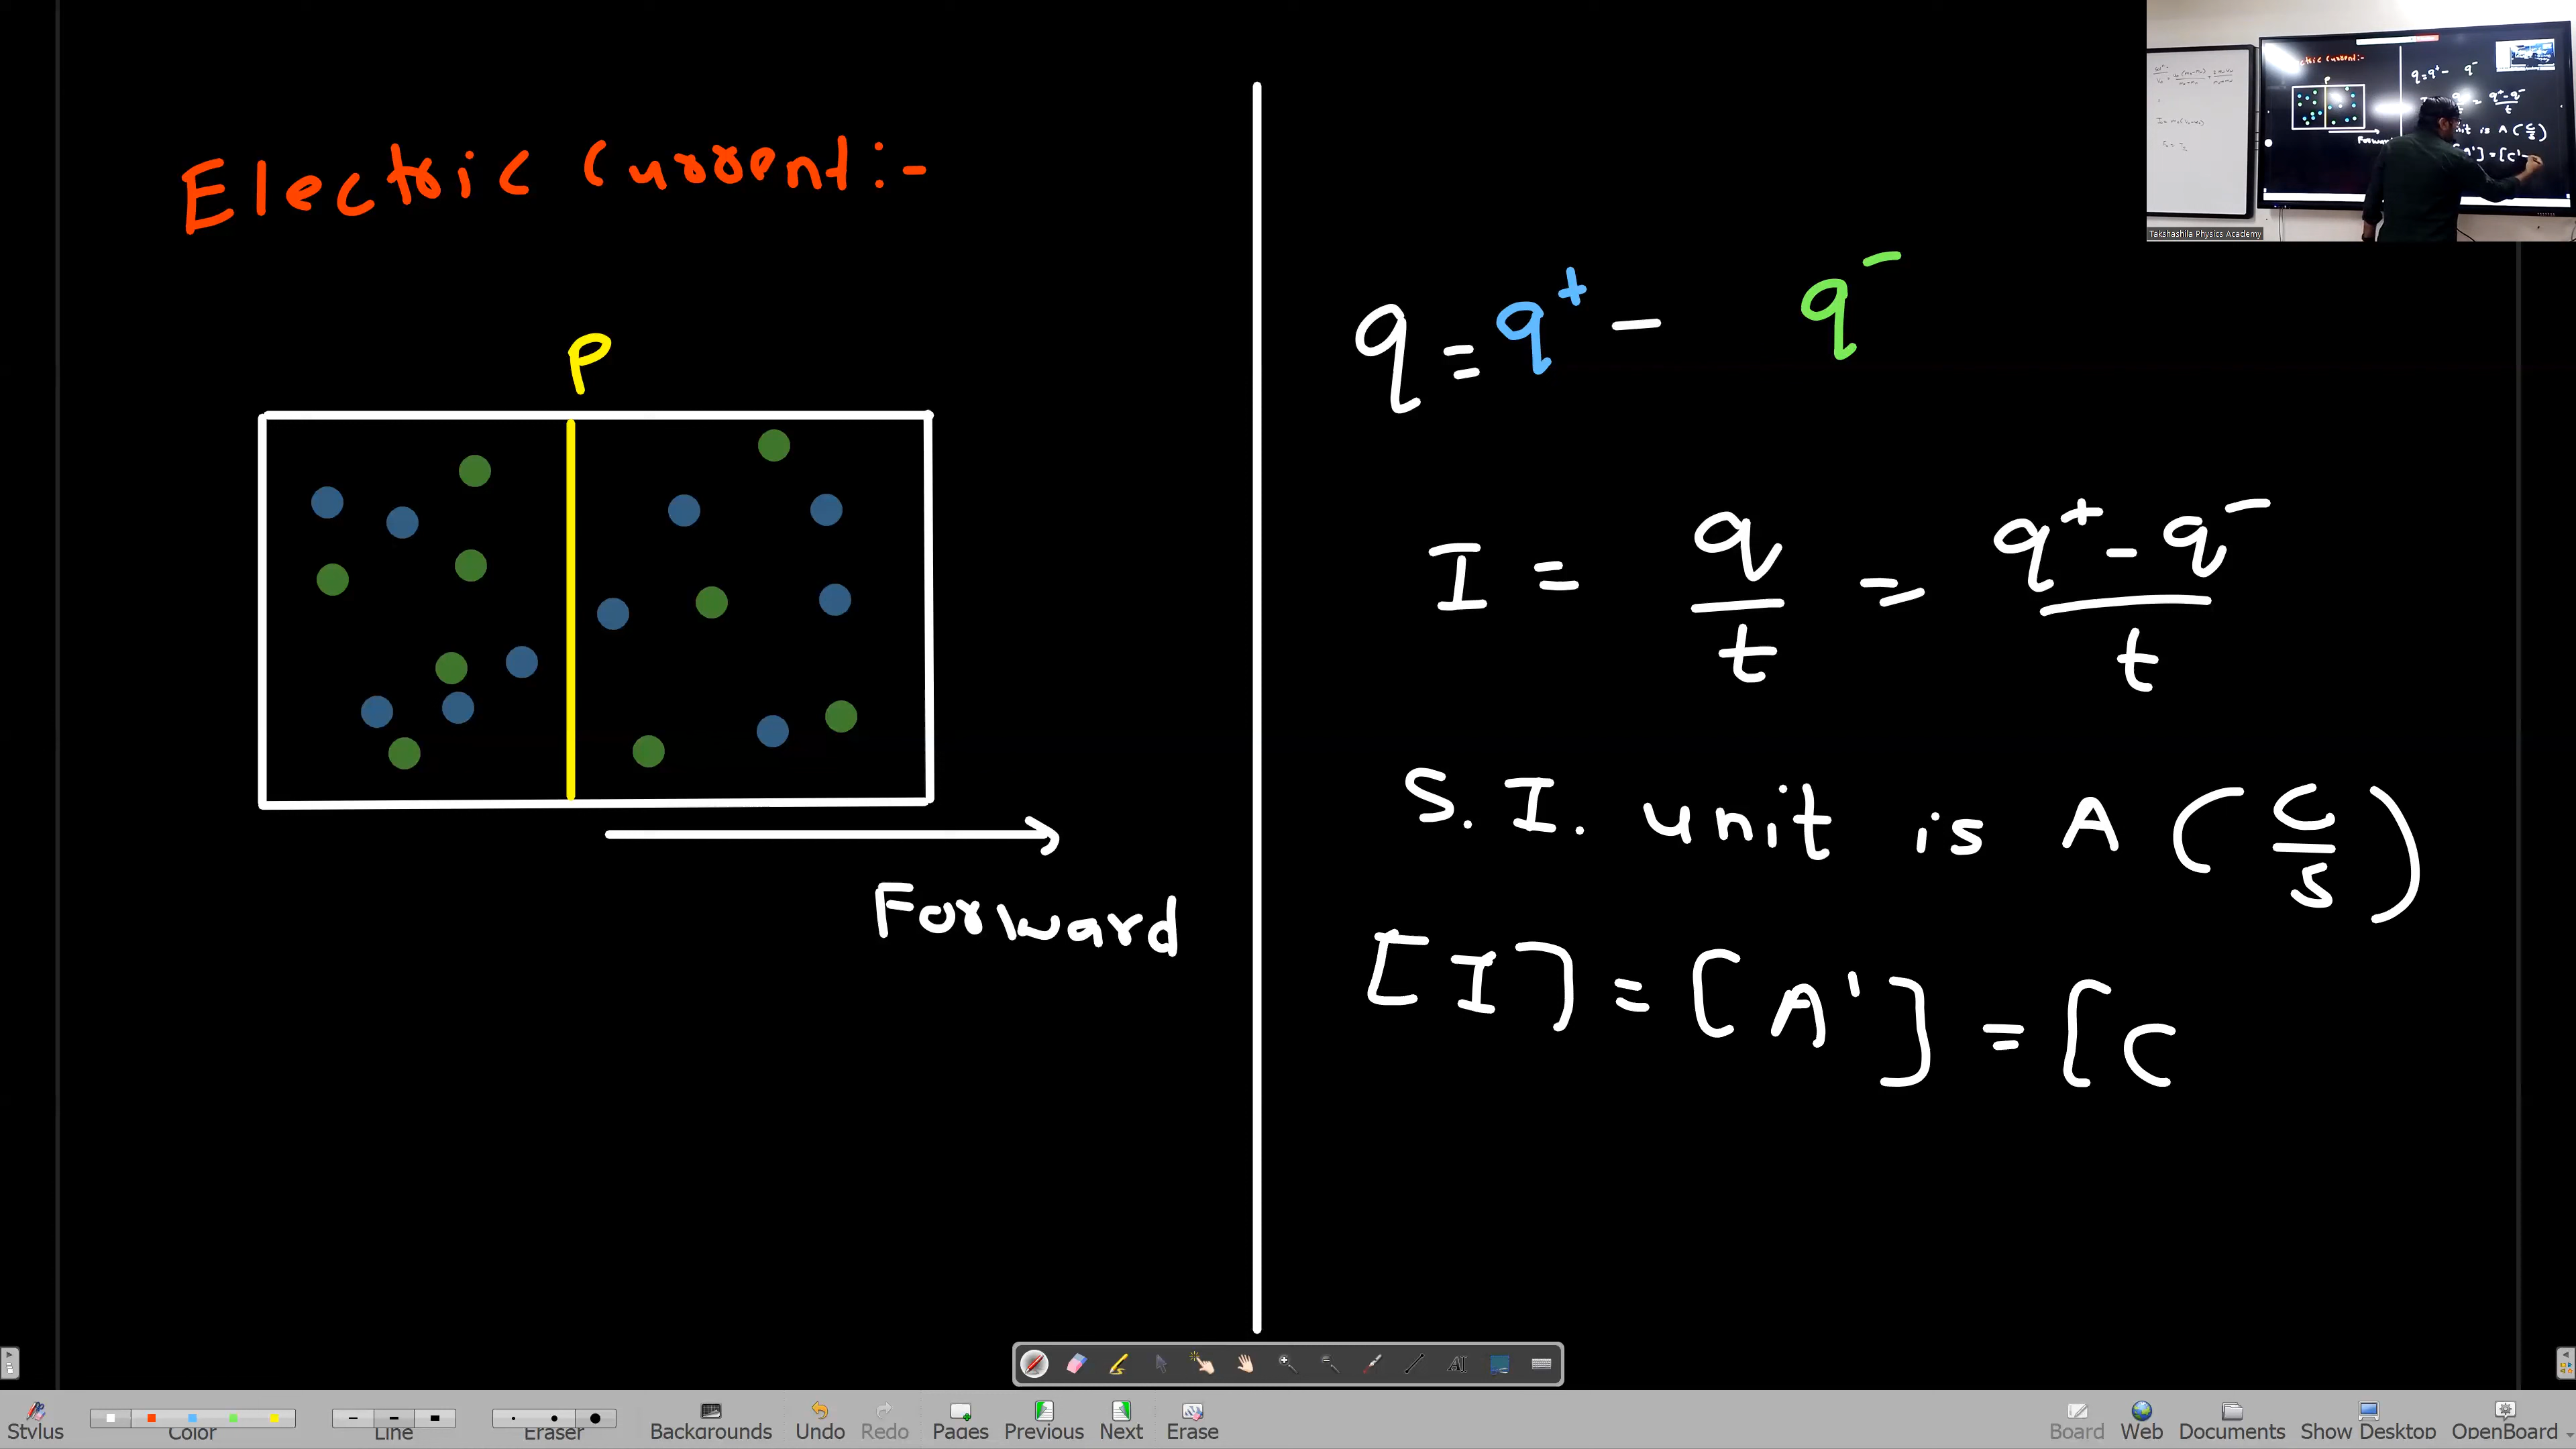 Electric Current:-
P
Forward
q = q⁺ - q⁻
I = q/t = q⁺ - q⁻/t
S.I. unit is A (C/s)
[I] = [A'] = [C
Takshashila Physics Academy
Stylus
Color
Line
Eraser
Backgrounds
Undo
Redo
Pages
Previous
Next
Erase
Board
Web
Documents
Show Desktop
OpenBoard